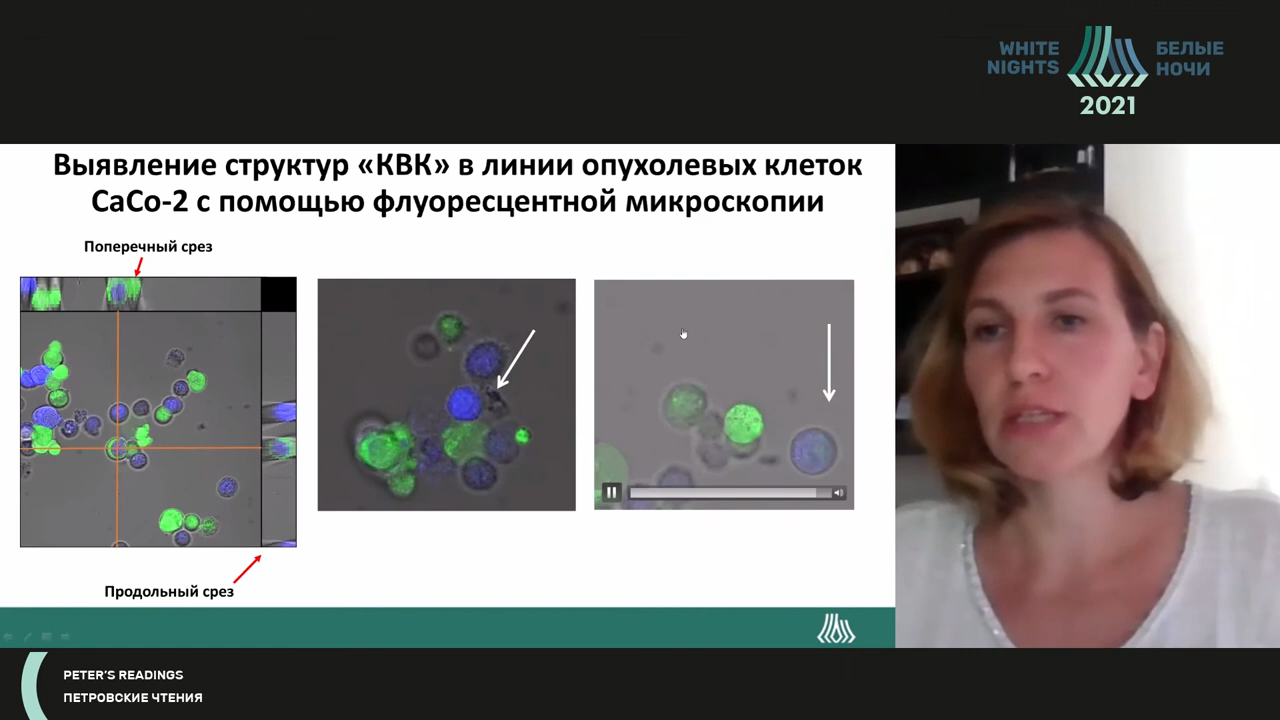 WHITE
NIGHTS
БЕЛЫЕ
НОЧИ
2021
Выявление структур «КВК» в линии опухолевых клеток
CaCo-2 с помощью флуоресцентной микроскопии
Поперечный срез
Продольный срез
PETER'S READINGS
ПЕТРОВСКИЕ ЧТЕНИЯ